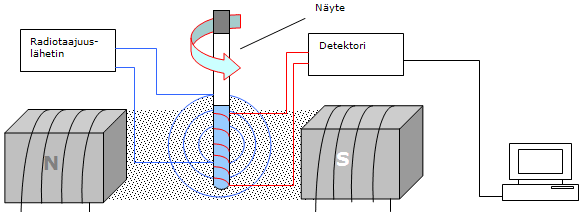 Näyte
Radiotaajuus-
lähetin
Detektori
N
S